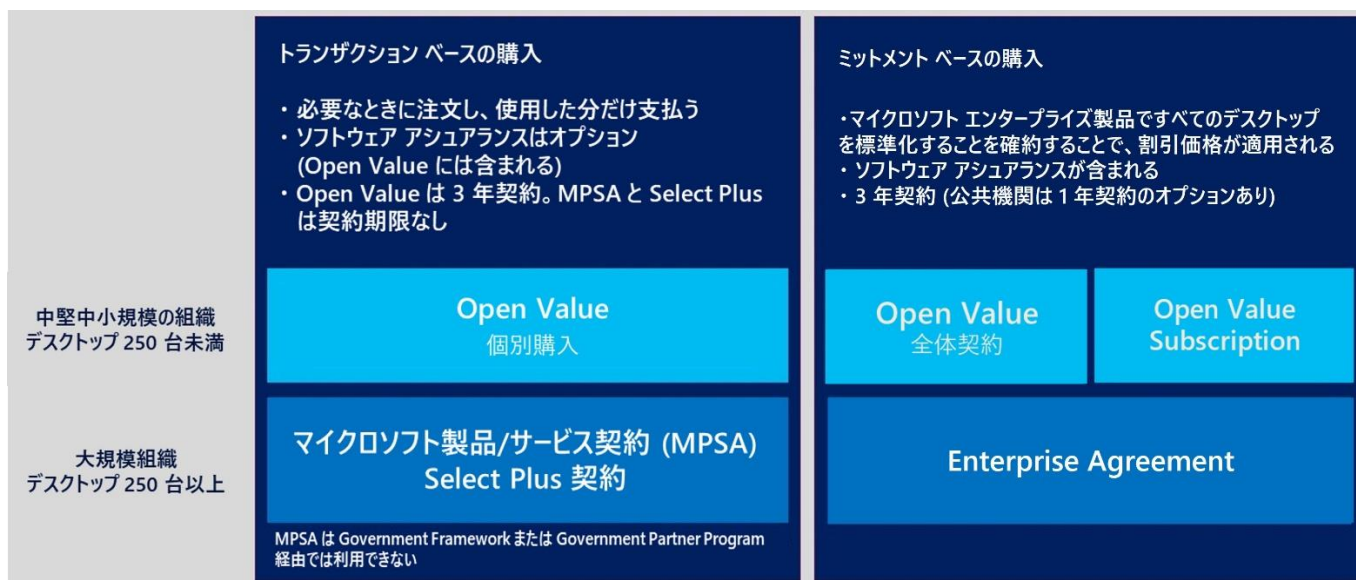 トランザクション ベースの購入
・ 必要なときに注文し、使用した分だけ支払う
・ ソフトウェア アシュアランスはオプション
(Open Value には含まれる)
・ Open Value は 3 年契約。MPSA と Select Plus
は契約期限なし
ミットメント ベースの購入
・マイクロソフト エンタープライズ製品ですべてのデスクトップ
を標準化することを確約することで、割引価格が適用される
・ ソフトウェア アシュアランスが含まれる
・ 3 年契約 (公共機関は 1 年契約のオプションあり)
中堅中小規模の組織
デスクトップ 250 台未満
Open Value
個別購入
Open Value
全体契約
Open Value
Subscription
大規模組織
デスクトップ 250 台以上
マイクロソフト製品/サービス契約 (MPSA)
Select Plus 契約
Enterprise Agreement
MPSA は Government Framework または Government Partner Program
経由では利用できない